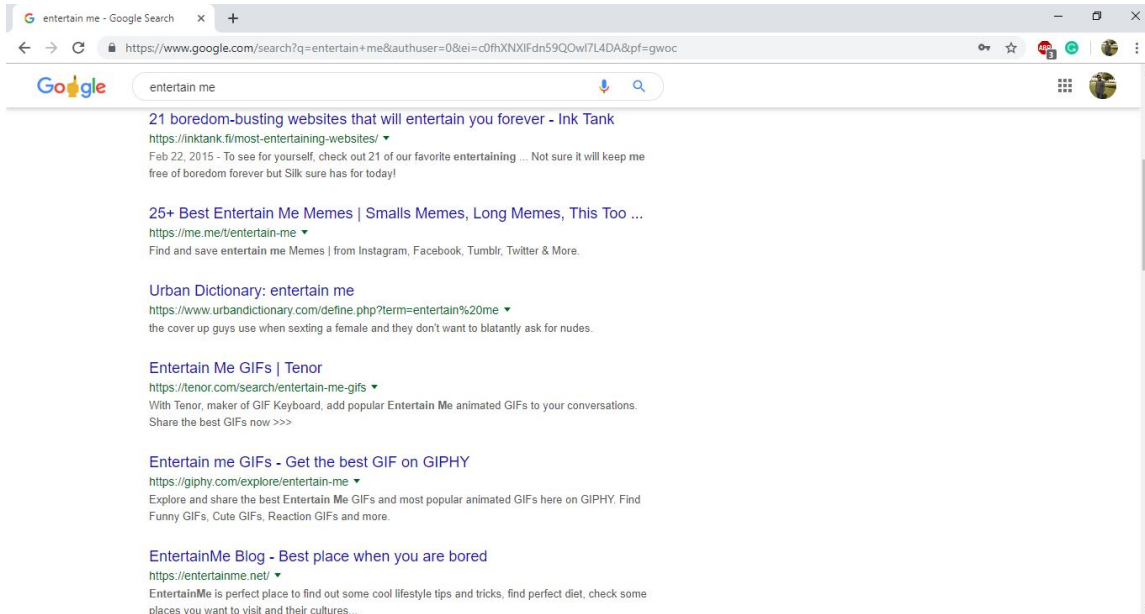 entertain me - Google Search
https://www.google.com/search?q=entertain+me&authuser=0&ei=c0fhXNXIFdn59QOwI7L4DA&pf=gwoc
ABP
3
Google
entertain me
21 boredom-busting websites that will entertain you forever - Ink Tank
https://inktank.fi/most-entertaining-websites/
Feb 22, 2015 - To see for yourself, check out 21 of our favorite entertaining ... Not sure it will keep me
free of boredom forever but Silk sure has for today!
25+ Best Entertain Me Memes | Smalls Memes, Long Memes, This Too ...
https://me.me/t/entertain-me
Find and save entertain me Memes | from Instagram, Facebook, Tumblr, Twitter & More.
Urban Dictionary: entertain me
https://www.urbandictionary.com/define.php?term=entertain%20me
the cover up guys use when sexting a female and they don't want to blatantly ask for nudes.
Entertain Me GIFs | Tenor
https://tenor.com/search/entertain-me-gifs
With Tenor, maker of GIF Keyboard, add popular Entertain Me animated GIFs to your conversations.
Share the best GIFs now >>>
Entertain me GIFs - Get the best GIF on GIPHY
https://giphy.com/explore/entertain-me
Explore and share the best Entertain Me GIFs and most popular animated GIFs here on GIPHY. Find
Funny GIFs, Cute GIFs, Reaction GIFs and more.
EntertainMe Blog - Best place when you are bored
https://entertainme.net/
EntertainMe is perfect place to find out some cool lifestyle tips and tricks, find perfect diet, check some
places you want to visit and their cultures...